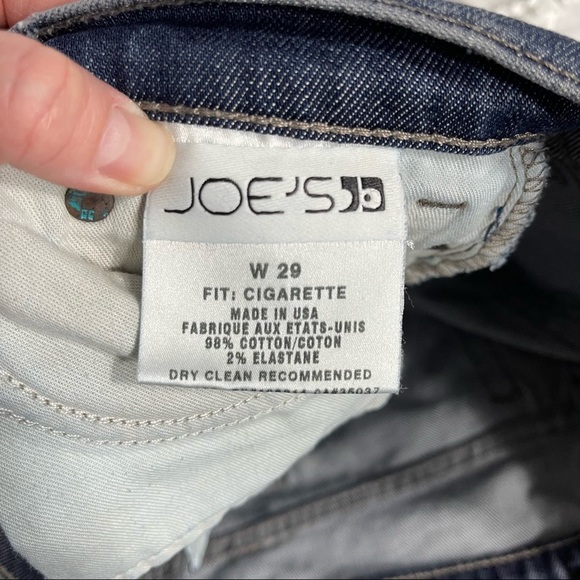 JOE'S
W 29
FIT: CIGARETTE
MADE IN USA
FABRIQUE AUX ETATS-UNIS
98% COTTON/COTON
2% ELASTANE
DRY CLEAN RECOMMENDED